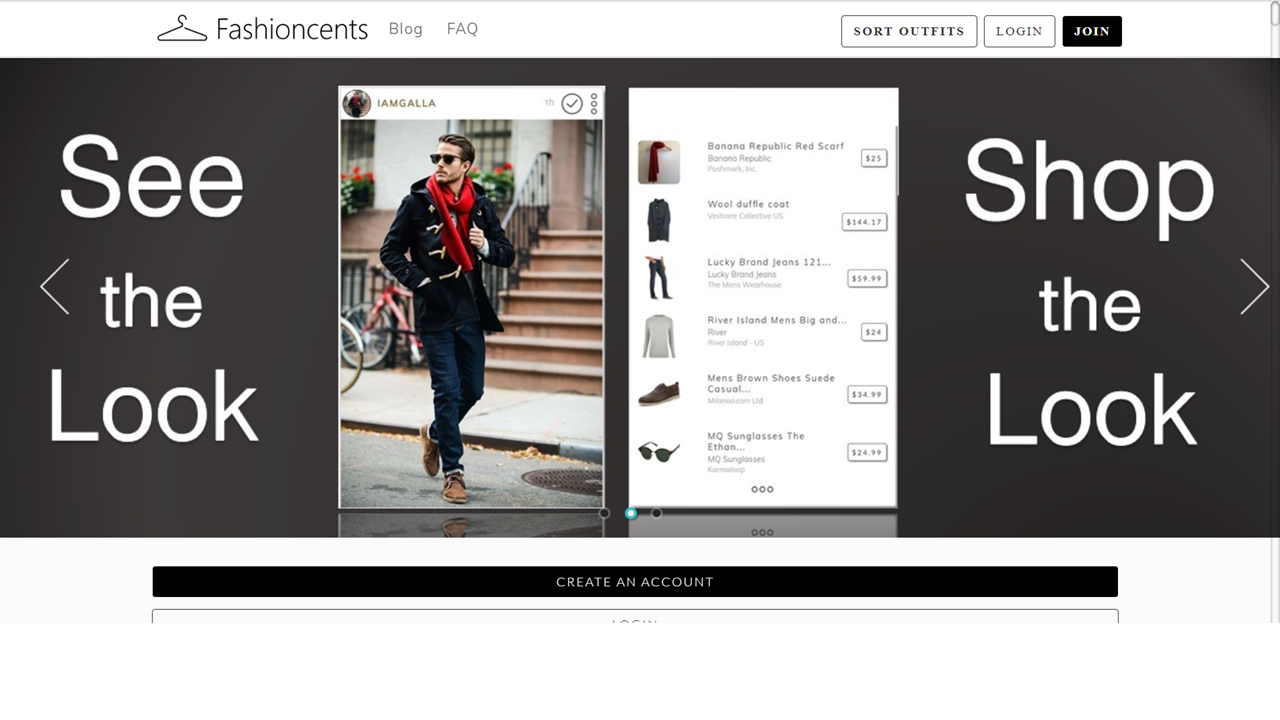 Fashioncents
Blog
FAQ
SORT OUTFITS
LOGIN
JOIN
See
the
Look
IAMGALLA
1h
Banana Republic Red Scarf
Banana Republic
Poshmark, Inc.
$25
Wool duffle coat
Vestiaire Collective US
$144.17
Lucky Brand Jeans 121...
Lucky Brand Jeans
The Mens Wearhouse
$59.99
River Island Mens Big and...
River
River Island - US
$24
Mens Brown Shoes Suede
Casual...
Milanoo.com Ltd
$34.99
MQ Sunglasses The
Ethan...
MQ Sunglasses
Karmaloop
$24.99
Shop
the
Look
CREATE AN ACCOUNT
LOGIN